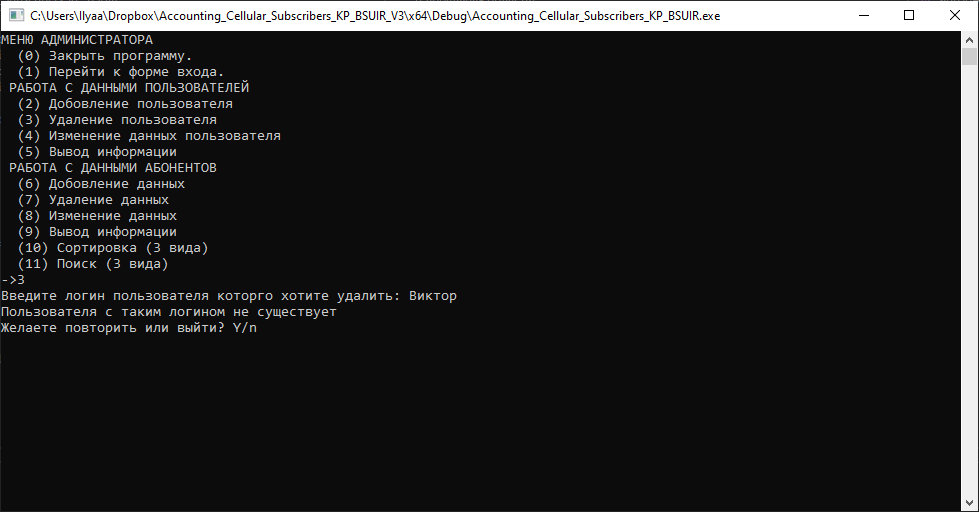 C:\Users\Ilyaa\Dropbox\Accounting_Cellular_Subscribers_KP_BSUIR_V3\x64\Debug\Accounting_Cellular_Subscribers_KP_BSUIR.exe
МЕНЮ АДМИНИСТРАТОРА
(0) Закрыть программу.
(1) Перейти к форме входа.
РАБОТА С ДАННЫМИ ПОЛЬЗОВАТЕЛЕЙ
(2) Добовление пользователя
(3) Удаление пользователя
(4) Изменение данных пользователя
(5) Вывод информации
РАБОТА С ДАННЫМИ АБОНЕНТОВ
(6) Добовление данных
(7) Удаление данных
(8) Изменение данных
(9) Вывод информации
(10) Сортировка (3 вида)
(11) Поиск (3 вида)
->3
Введите логин пользователя которго хотите удалить: Виктор
Пользователя с таким логином не существует
Желаете повторить или выйти? Y/n